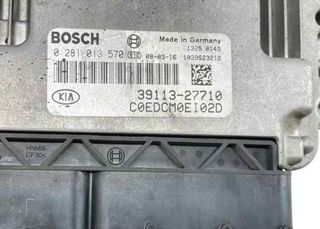 BOSCH
Made in Germany
1325 0143
0 281 013 570 08-03-16 1039S23212
KIA
39113-27710
C0EDCM0EI02D
>PA66-
GF30<